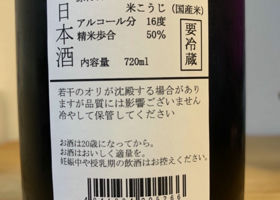 日本酒
米こうじ(国産米)
アルコール分 16度
精米歩合 50%
内容量 720ml
要冷蔵
若干のオリが沈殿する場合があり
ますが品質には影響ございません
冷やして保管してください
お酒は20歳になってから。
お酒はおいしく適量を。
妊娠中や授乳期の飲酒はお控えください。